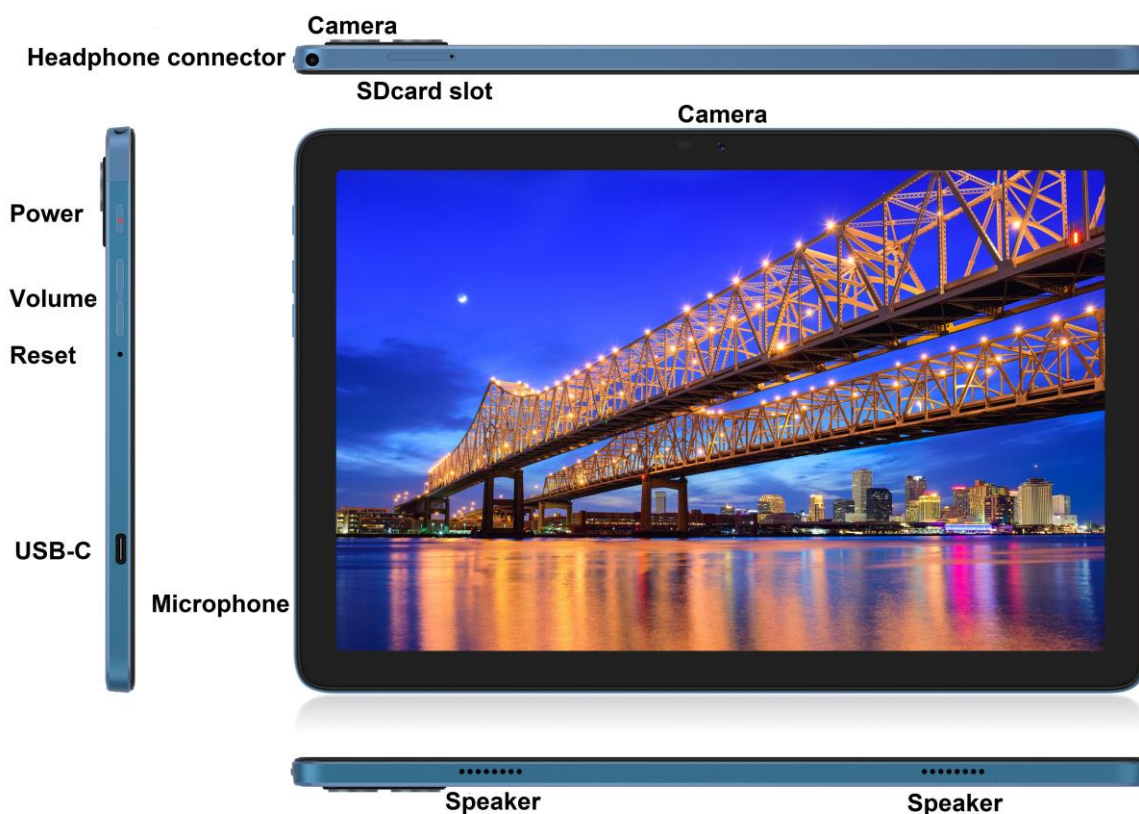 Camera
Headphone connector
SDcard slot
Camera
Power
Volume
Reset
USB-C
Microphone
Speaker
Speaker